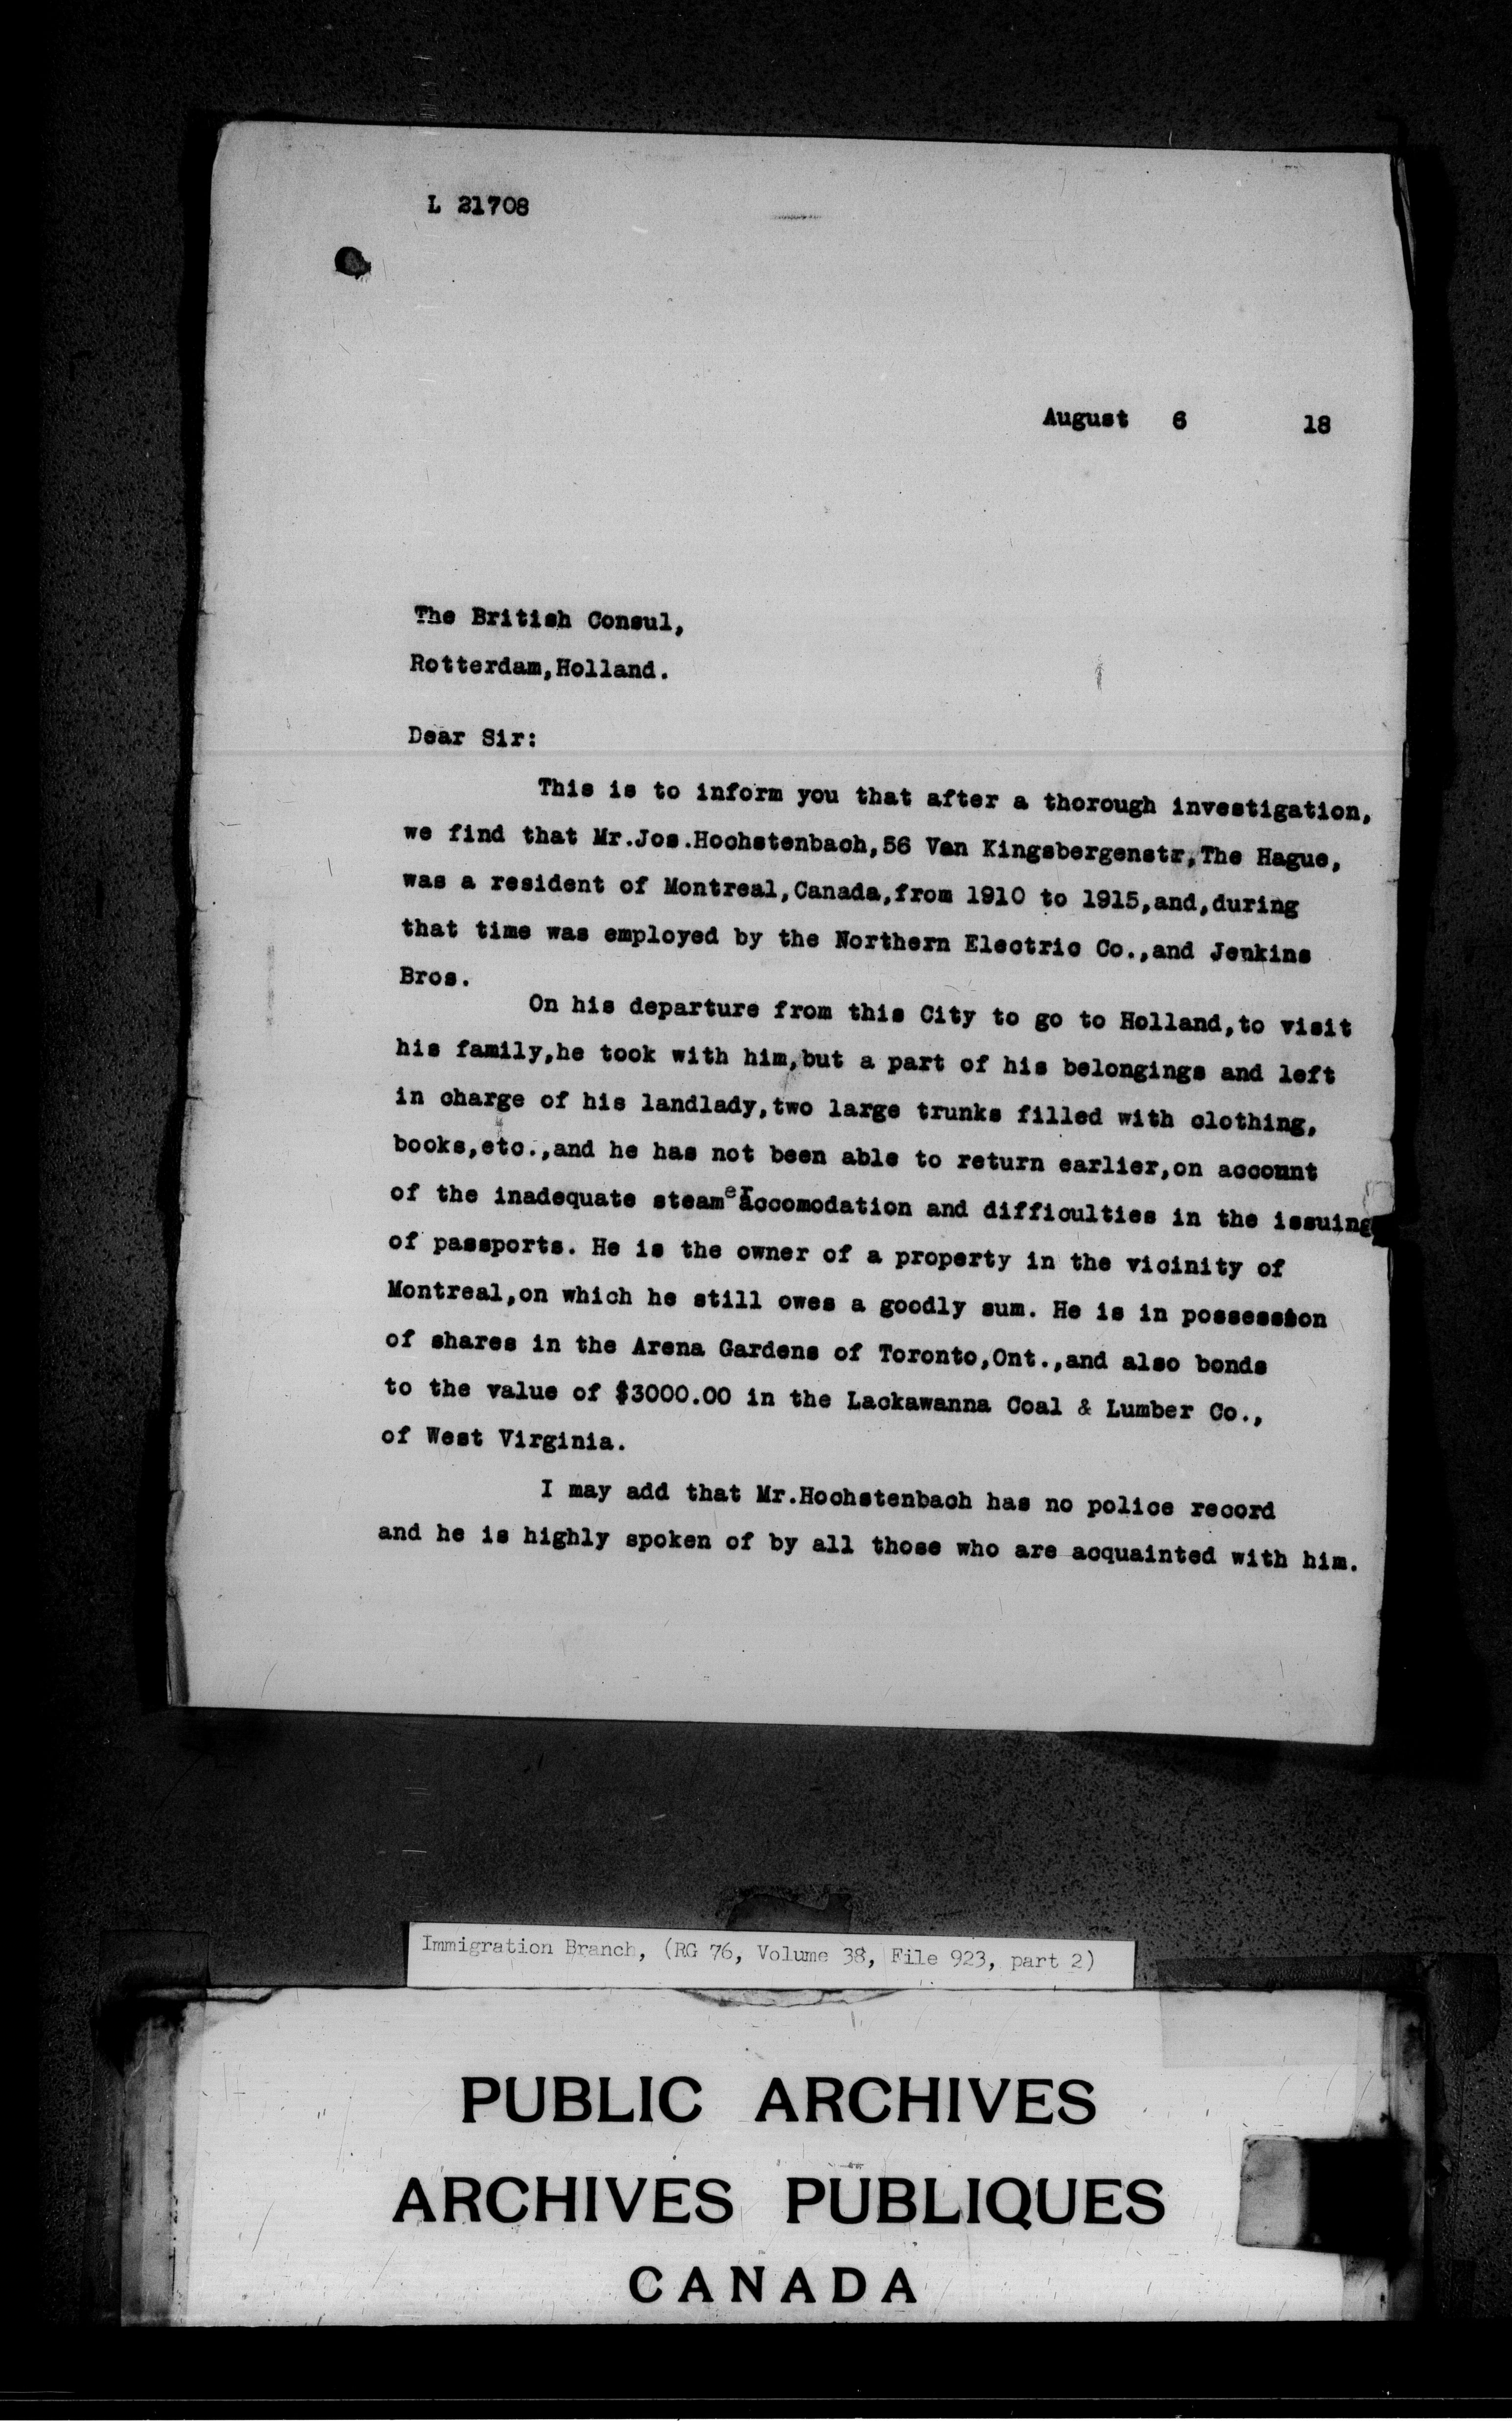 L 21708
August 6 18
The British Consul,
Rotterdam,Holland.
Dear Sir:
This is to inform you that after a thorough investigation,
we find that Mr.Jos.Hochstenbach,56 Van Kingsbergenstr,The Hague,
was a resident of Montreal,Canada,from 1910 to 1915,and,during
that time was employed by the Northern Electric Co.,and Jenkins
Bros.
On his departure from this City to go to Holland,to visit
his family,he took with him,but a part of his belongings and left
in charge of his landlady,two large trunks filled with clothing,
books,etc.,and he has not been able to return earlier,on account
of the inadequate steamer accomodation and difficulties in the issuing
of passports. He is the owner of a property in the vicinity of
Montreal,on which he still owes a goodly sum. He is in possession
of shares in the Arena Gardens of Toronto,Ont.,and also bonds
to the value of $3000.00 in the Lackawanna Coal & Lumber Co.,
of West Virginia.
I may add that Mr.Hochstenbach has no police record
and he is highly spoken of by all those who are acquainted with him.
Immigration Branch, (RG 76, Volume 38, File 923, part 2)
PUBLIC ARCHIVES
ARCHIVES PUBLIQUES
CANADA